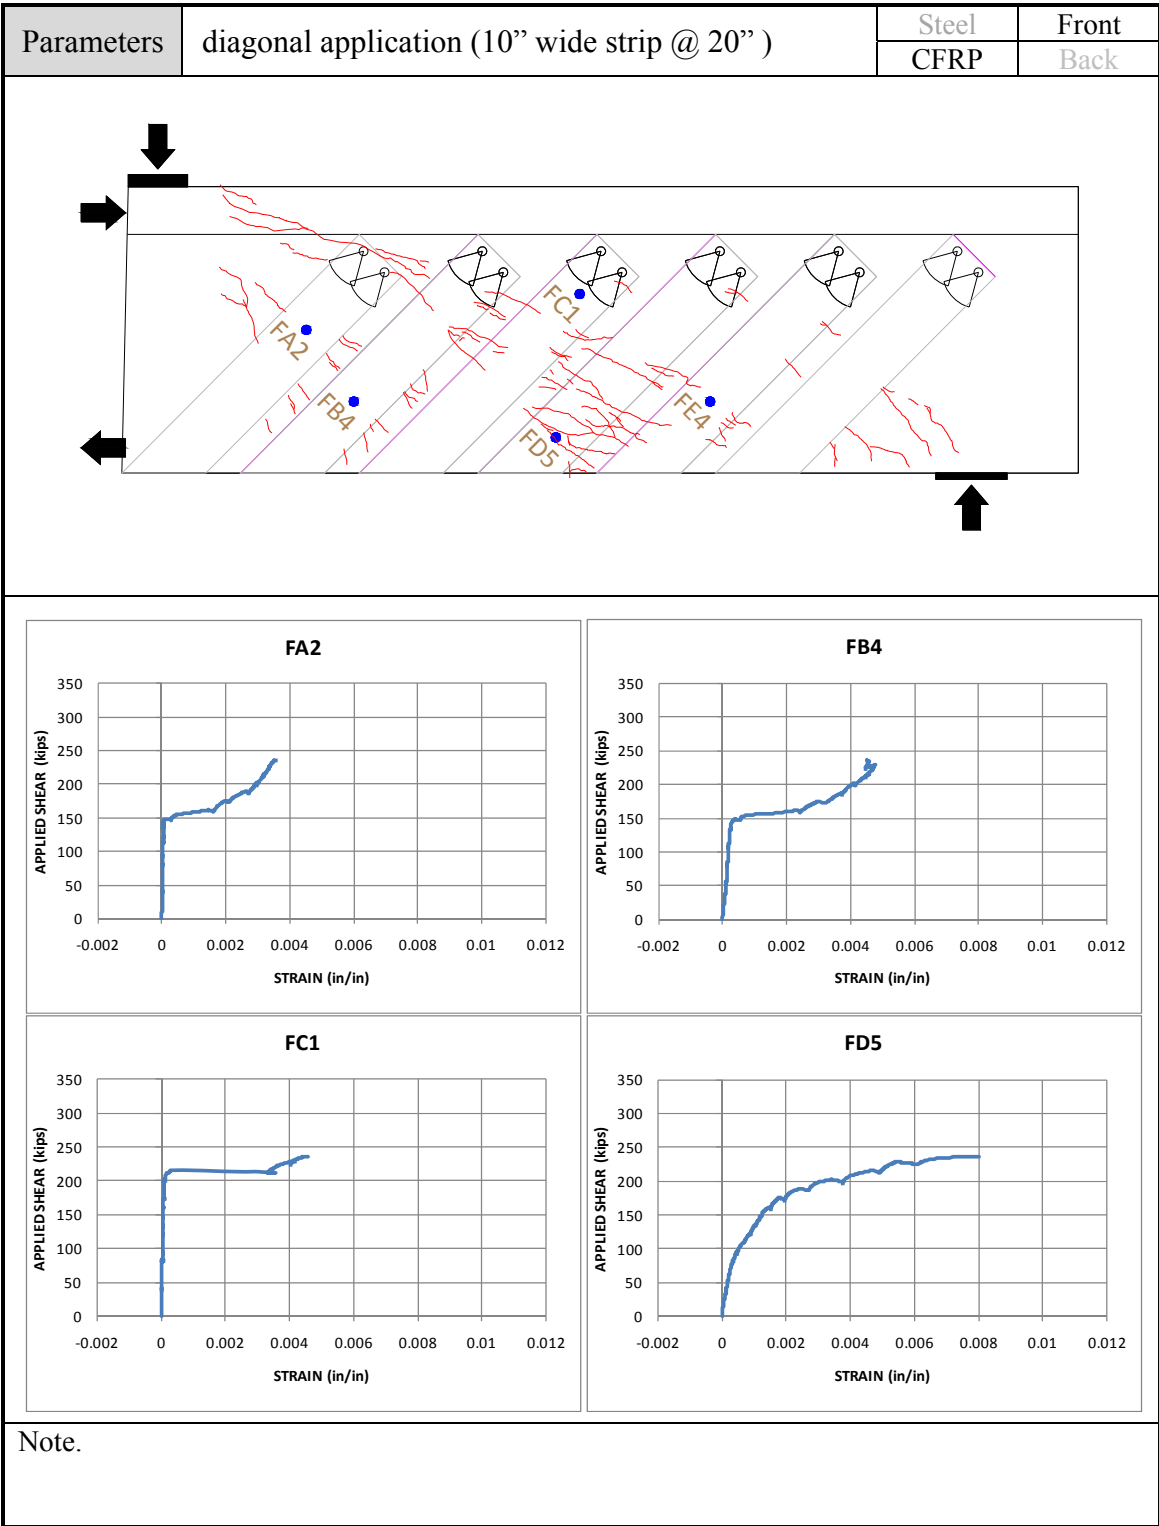 Parameters
diagonal application (10” wide strip @ 20” )
Steel
Front
CFRP
Back
FA2
FB4
FC1
FD5
FE4
FA2
APPLIED SHEAR (kips)
350
300
250
200
150
100
50
0
-0.002 0 0.002 0.004 0.006 0.008 0.01 0.012
STRAIN (in/in)
FB4
APPLIED SHEAR (kips)
350
300
250
200
150
100
50
0
-0.002 0 0.002 0.004 0.006 0.008 0.01 0.012
STRAIN (in/in)
FC1
APPLIED SHEAR (kips)
350
300
250
200
150
100
50
0
-0.002 0 0.002 0.004 0.006 0.008 0.01 0.012
STRAIN (in/in)
FD5
APPLIED SHEAR (kips)
350
300
250
200
150
100
50
0
-0.002 0 0.002 0.004 0.006 0.008 0.01 0.012
STRAIN (in/in)
Note.